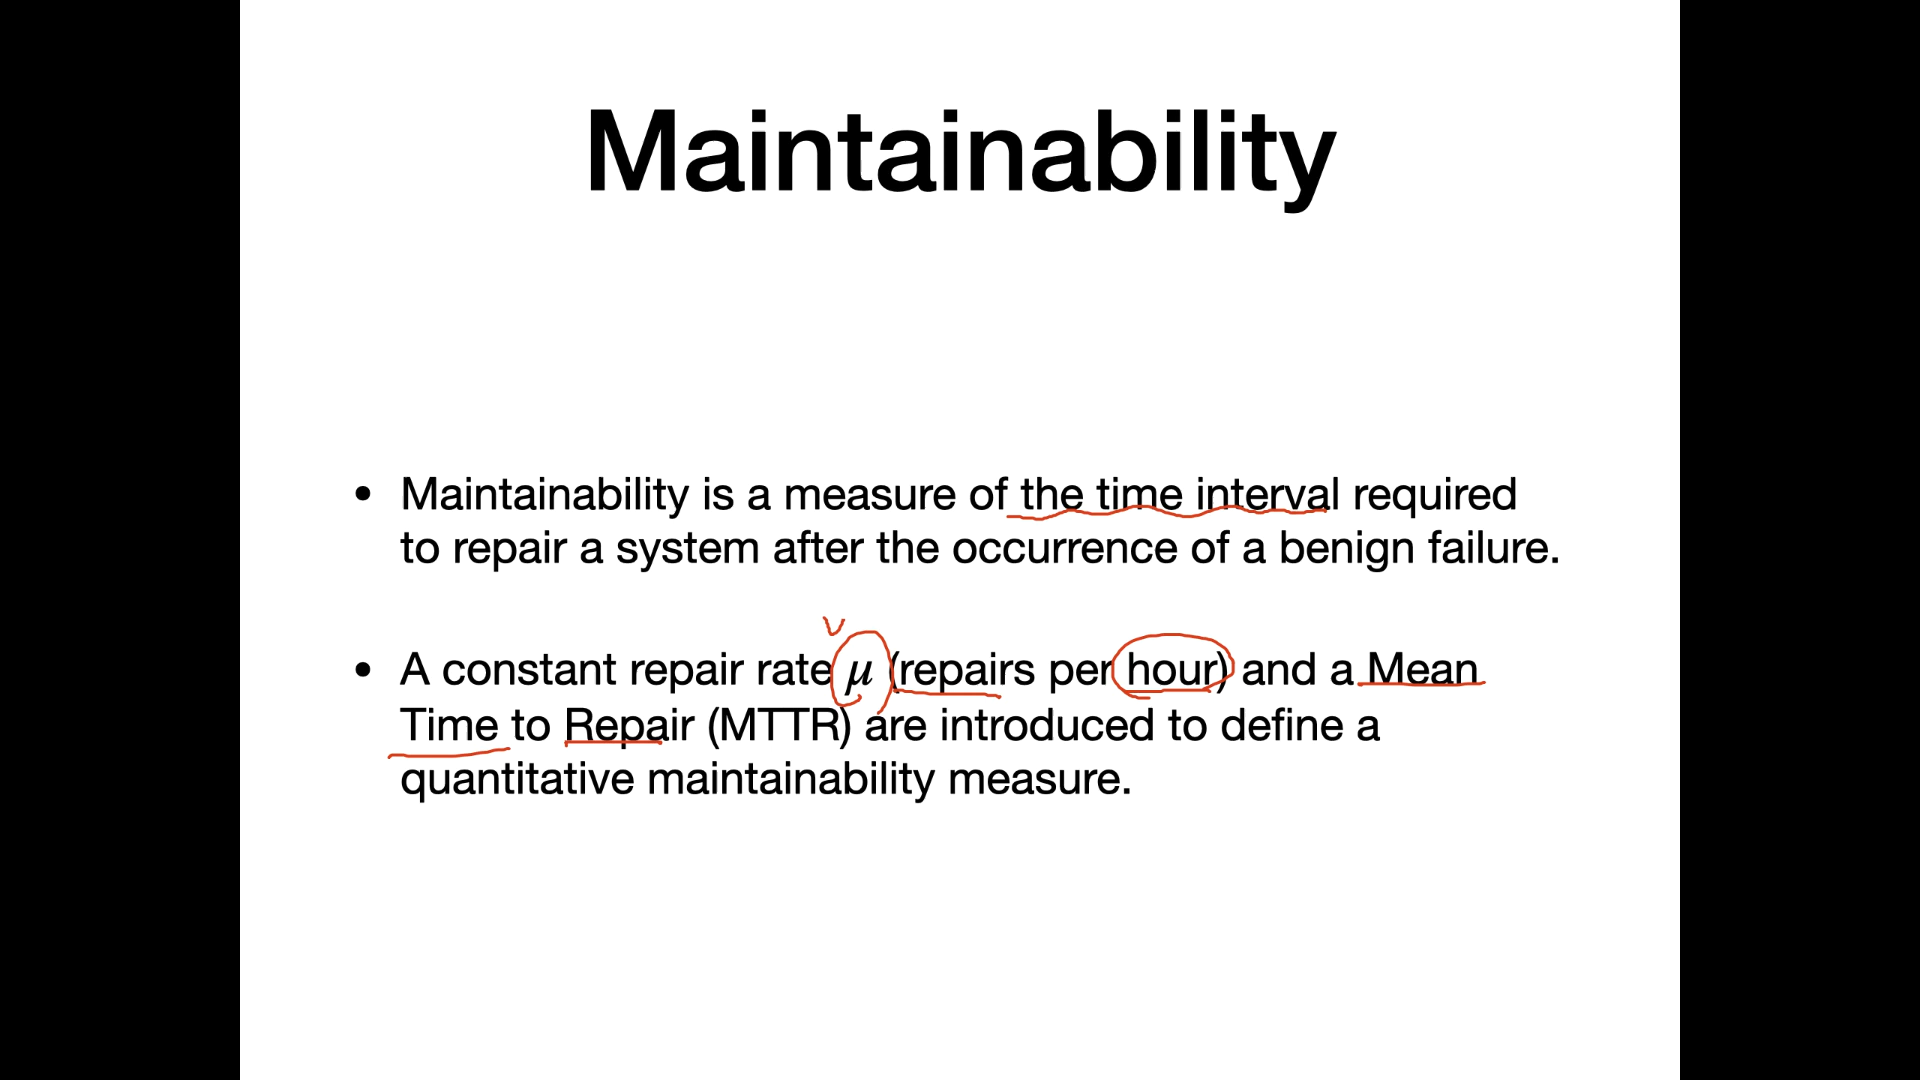 Maintainability
• Maintainability is a measure of the time interval required
to repair a system after the occurrence of a benign failure.
• A constant repair rate μ (repairs per hour) and a Mean
Time to Repair (MTTR) are introduced to define a
quantitative maintainability measure.